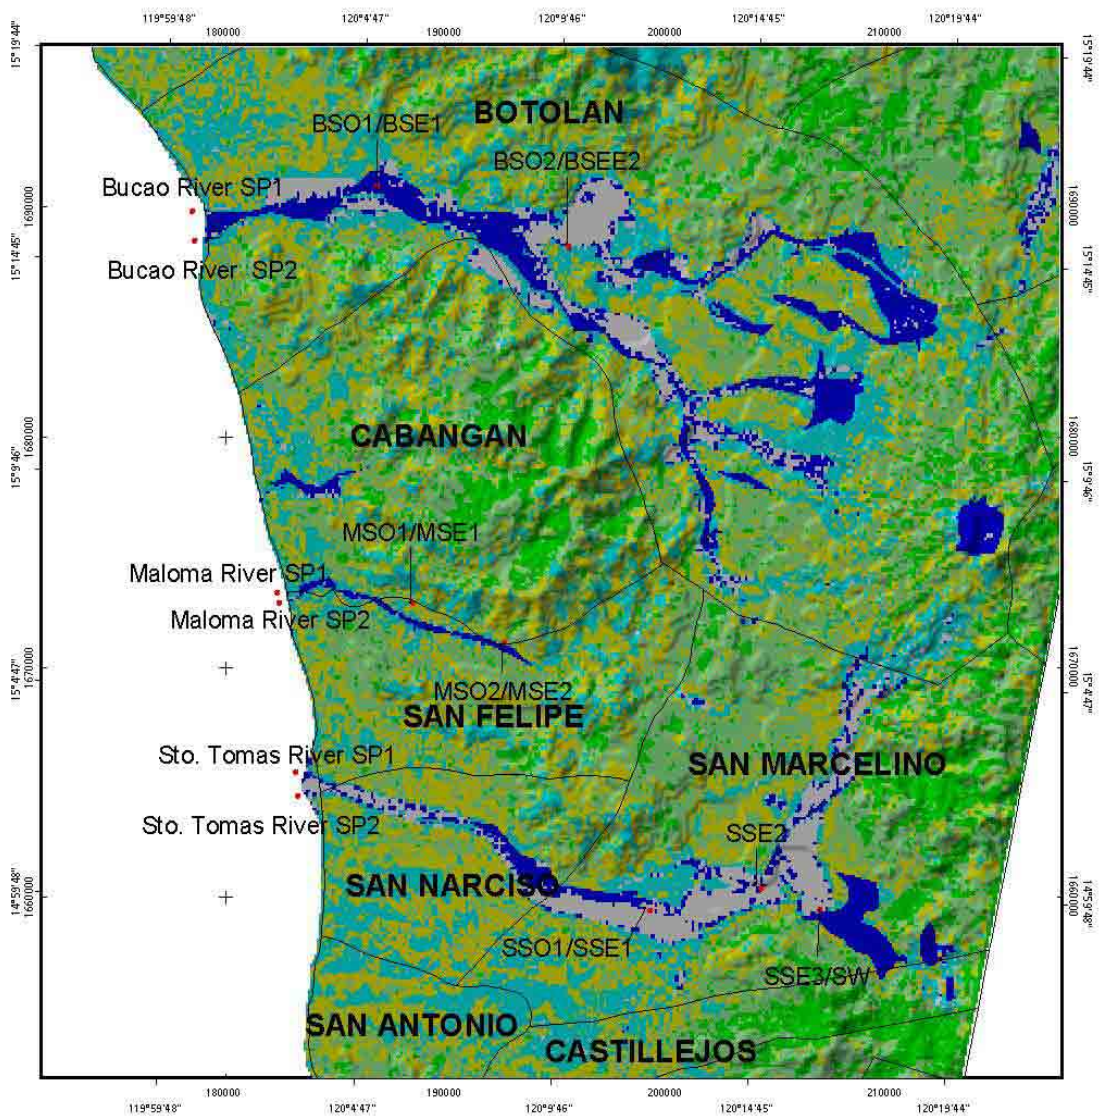 119°59'48" 120°4'47" 120°9'46" 120°14'45" 120°19'44"
180000 190000 200000 210000
15°19'44"
15°19'44"
BOTOLAN
BSO1/BSE1
BSO2/BSEE2
Bucao River SP1
1690000
1690000
15°14'45"
15°14'45"
Bucao River SP2
CABANGAN
1680000
1680000
15°9'46"
15°9'46"
MSO1/MSE1
Maloma River SP1
Maloma River SP2
1670000
1670000
15°4'47"
15°4'47"
MSO2/MSE2
SAN FELIPE
Sto. Tomas River SP1
SAN MARCELINO
Sto. Tomas River SP2
SSE2
SAN NARCISO
14°59'48"
1660000
1660000
14°59'48"
SSO1/SSE1
SSE3/SW
SAN ANTONIO
CASTILLEJOS
180000 190000 200000 210000
119°59'48" 120°4'47" 120°9'46" 120°14'45" 120°19'44"